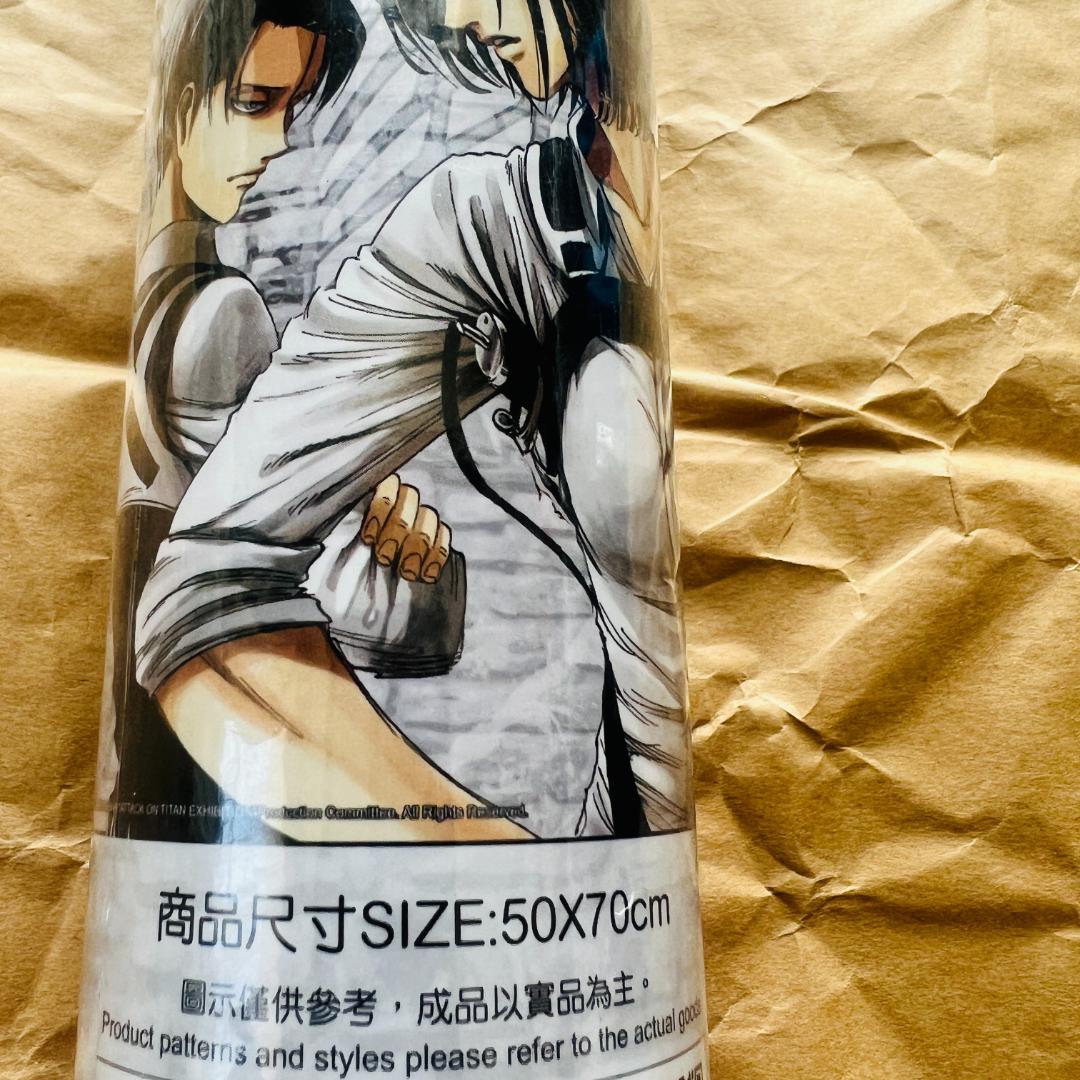 ATTACK ON TITAN EXHIBITION Production Committee. All Rights Reserved.
商品尺寸SIZE:50X70cm
圖示僅供參考，成品以實品為主。
Product patterns and styles please refer to the actual goods